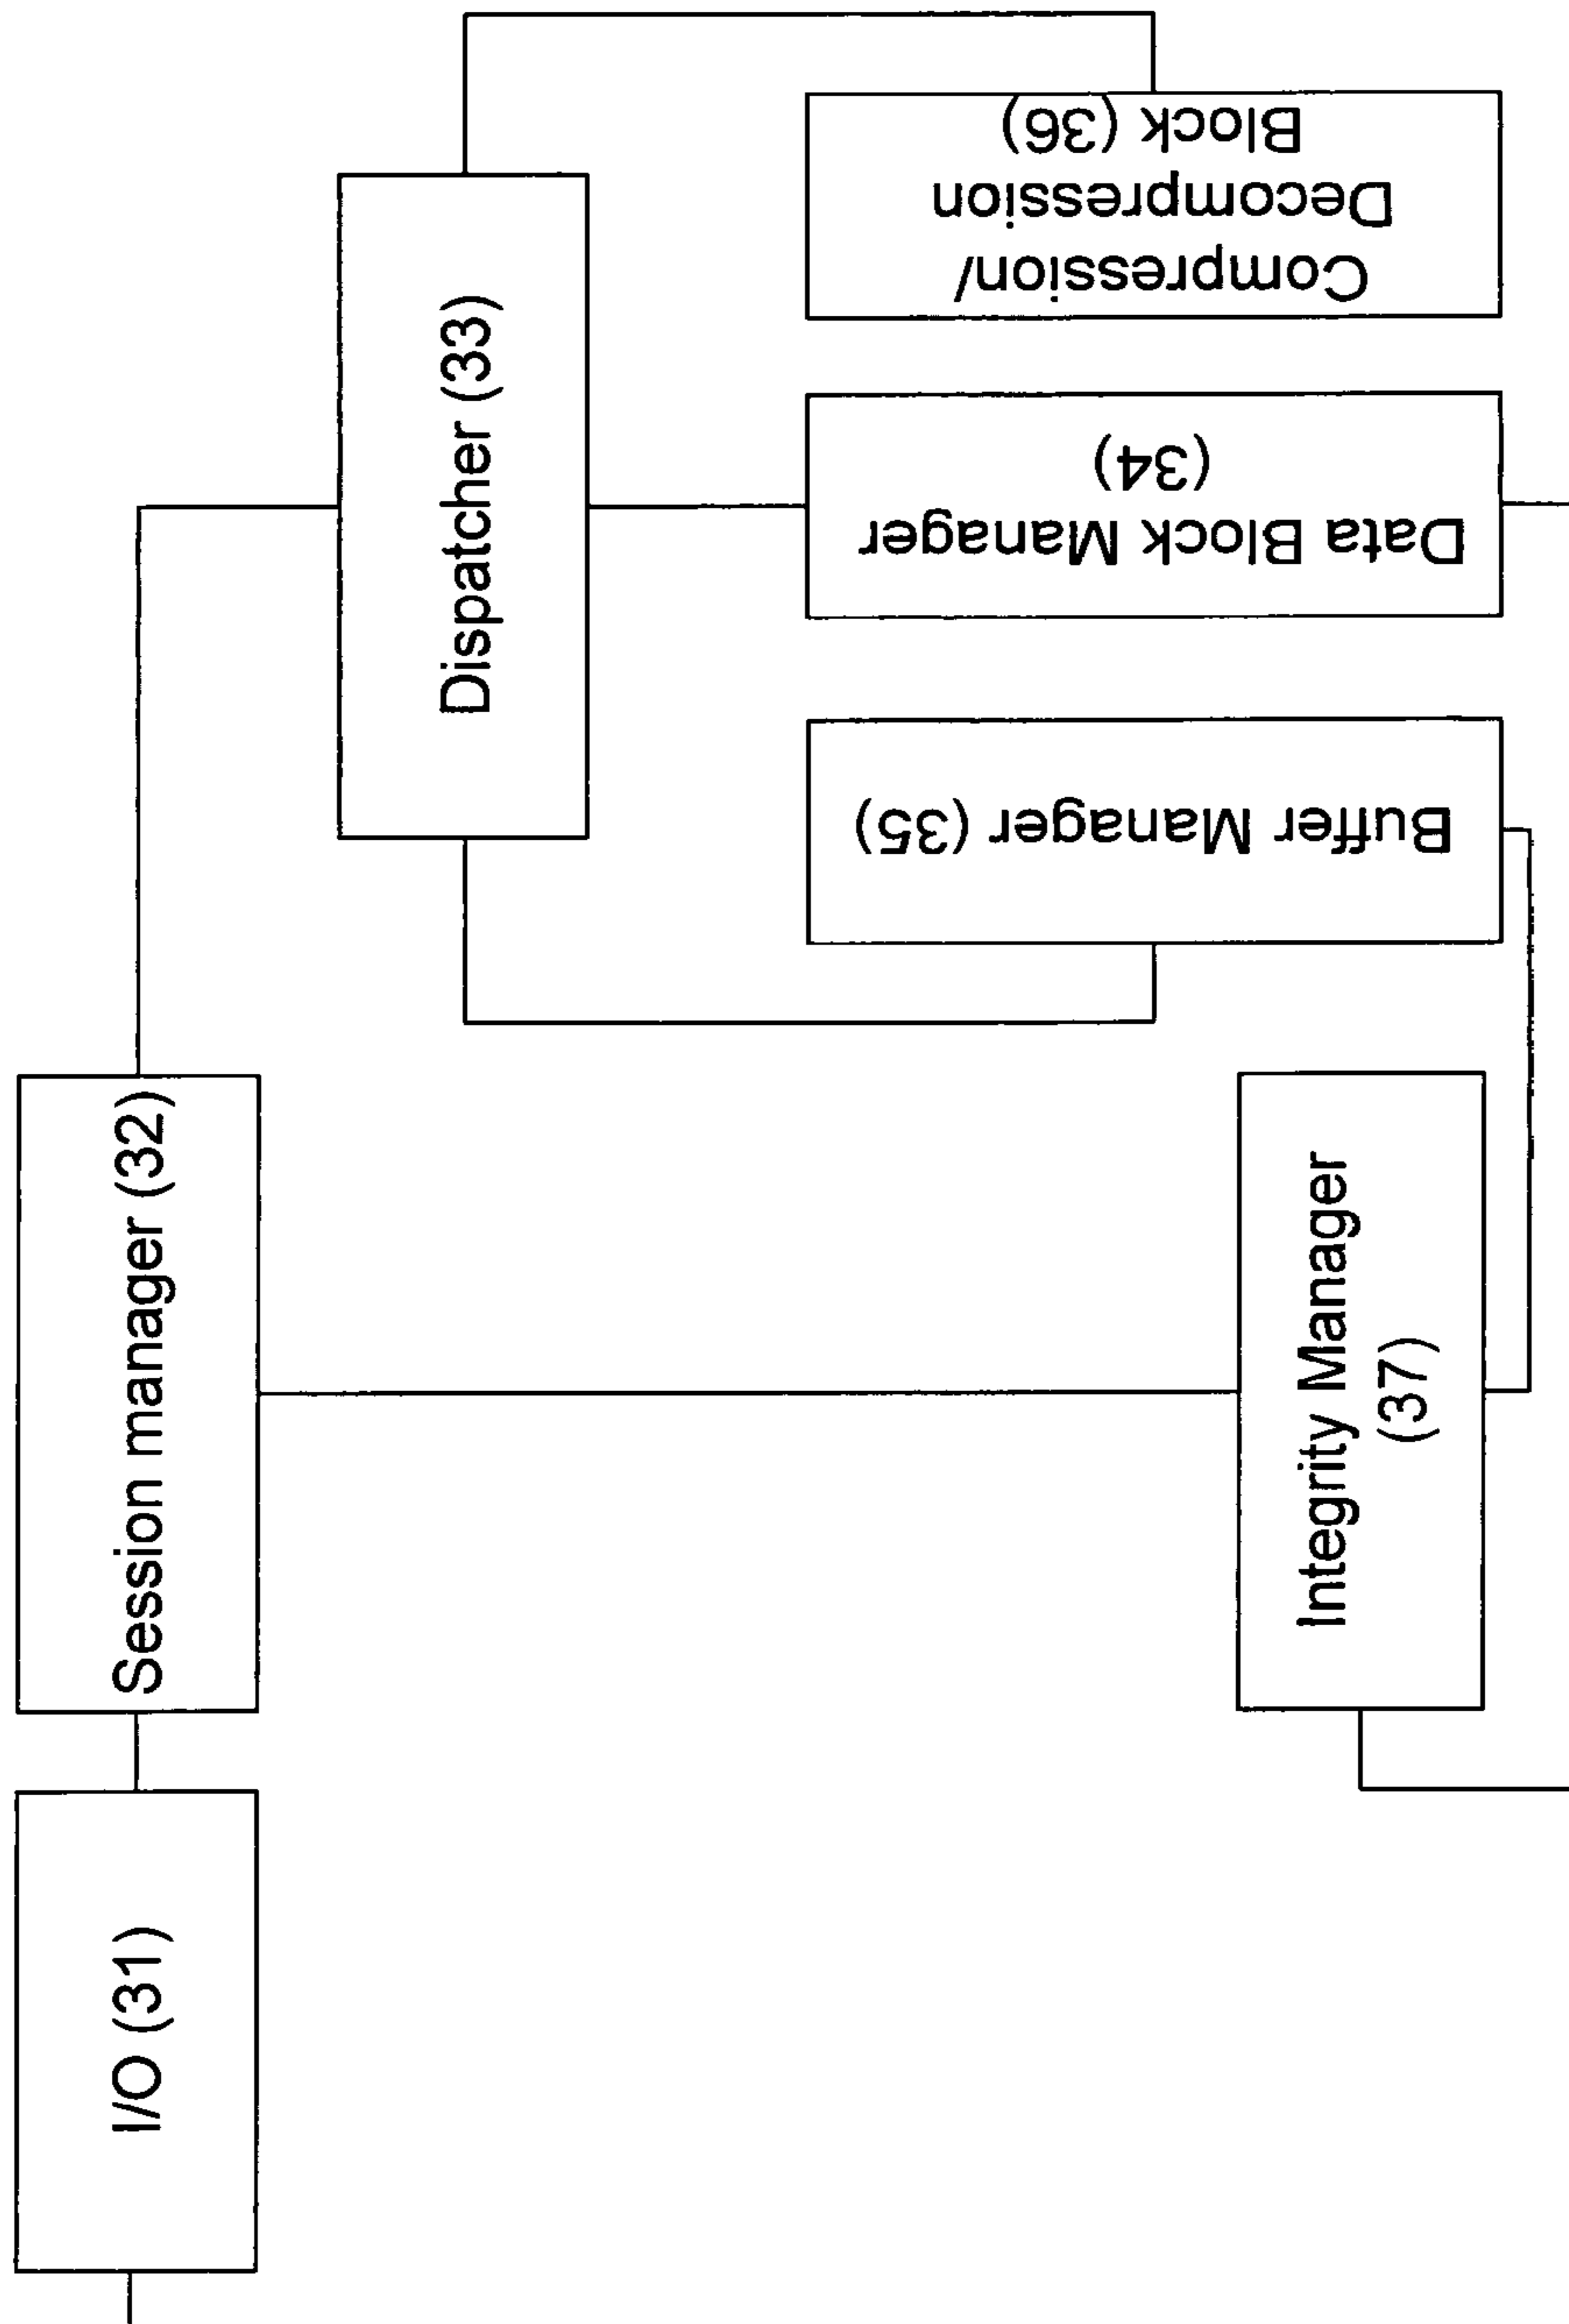 I/O (31)
Session manager (32)
Dispatcher (33)
Integrity Manager
(37)
Buffer Manager (35)
Data Block Manager
(34)
Compression/
Decompression
Block (36)